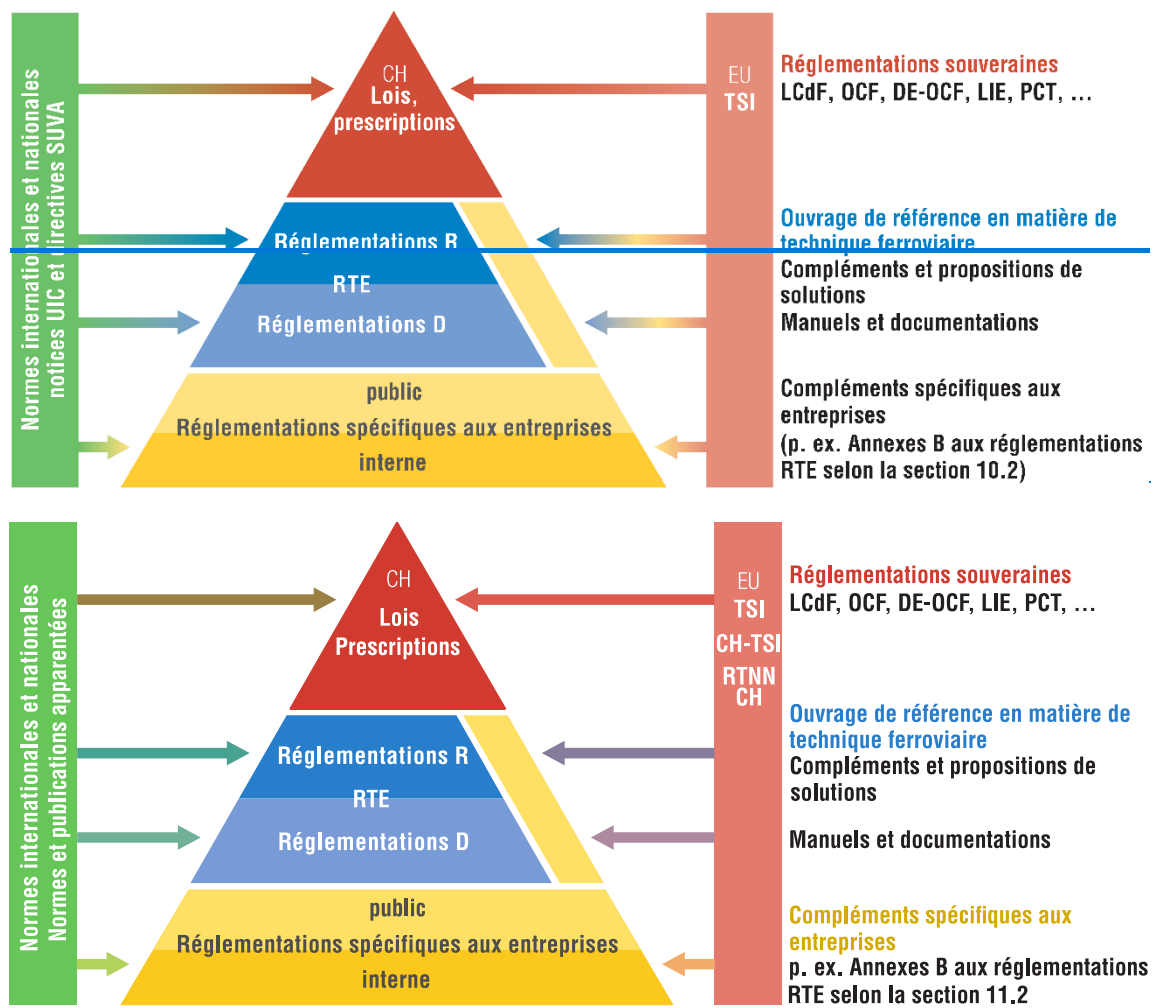 Normes internationales et nationales
notices UIC et directives SUVA
CH
Lois,
prescriptions
Réglementations R
RTE
Réglementations D
public
Réglementations spécifiques aux entreprises
interne
EU
TSI
Réglementations souveraines
LCdF, OCF, DE-OCF, LIE, PCT, ...
Ouvrage de référence en matière de
technique ferroviaire
Compléments et propositions de
solutions
Manuels et documentations
Compléments spécifiques aux
entreprises
(p. ex. Annexes B aux réglementations
RTE selon la section 10.2)
Normes internationales et nationales
Normes et publications apparentées
CH
Lois
Prescriptions
Réglementations R
RTE
Réglementations D
public
Réglementations spécifiques aux entreprises
interne
EU
TSI
CH-TSI
RTNN
CH
Réglementations souveraines
LCdF, OCF, DE-OCF, LIE, PCT, ...
Ouvrage de référence en matière de
technique ferroviaire
Compléments et propositions de
solutions
Manuels et documentations
Compléments spécifiques aux
entreprises
p. ex. Annexes B aux réglementations
RTE selon la section 11.2